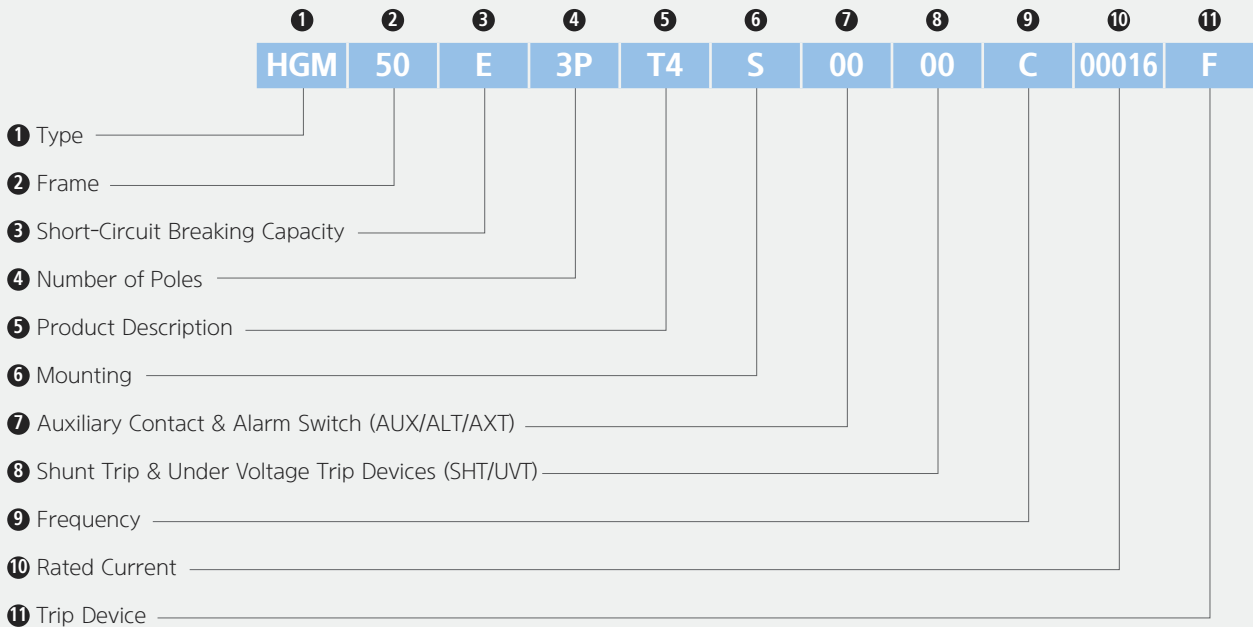 ❶ ❷ ❸ ❹ ❺ ❻ ❼ ❽ ❾ ❿ ⓫
HGM 50 E 3P T4 S 00 00 C 00016 F
❶ Type
❷ Frame
❸ Short-Circuit Breaking Capacity
❹ Number of Poles
❺ Product Description
❻ Mounting
❼ Auxiliary Contact & Alarm Switch (AUX/ALT/AXT)
❽ Shunt Trip & Under Voltage Trip Devices (SHT/UVT)
❾ Frequency
❿ Rated Current
⓫ Trip Device